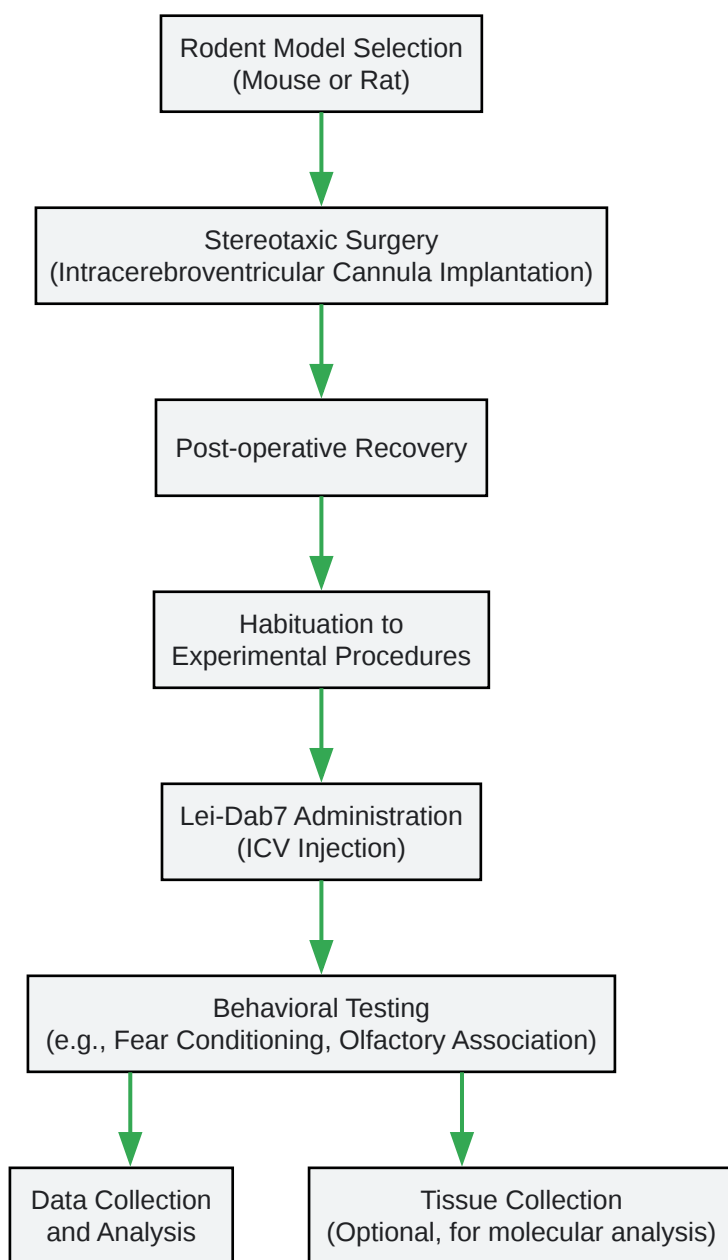 Rodent Model Selection
(Mouse or Rat)
Stereotaxic Surgery
(Intracerebroventricular Cannula Implantation)
Post-operative Recovery
Habituation to
Experimental Procedures
Lei-Dab7 Administration
(ICV Injection)
Behavioral Testing
(e.g., Fear Conditioning, Olfactory Association)
Data Collection
and Analysis
Tissue Collection
(Optional, for molecular analysis)